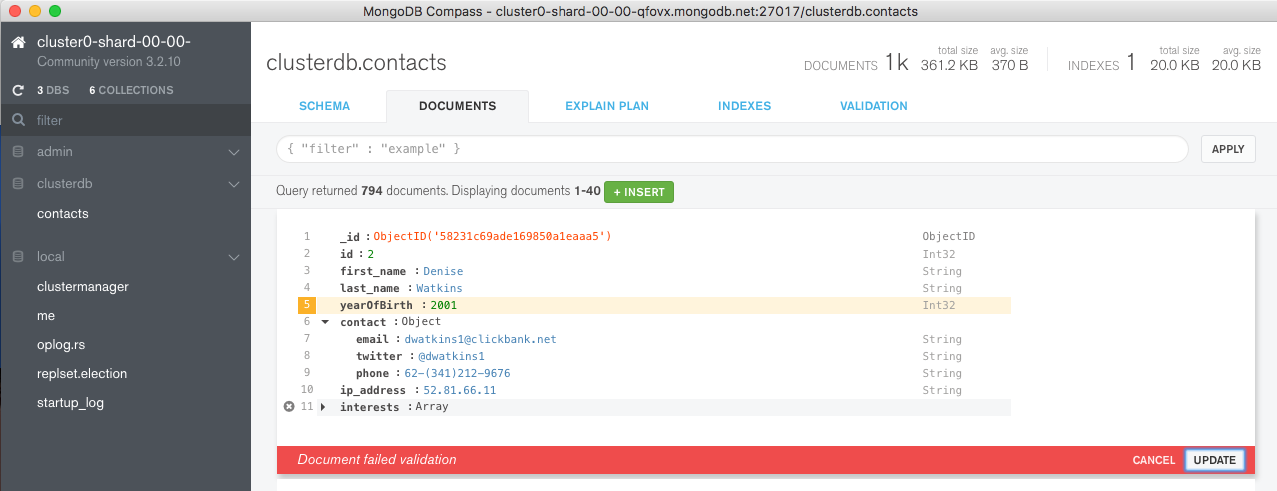 MongoDB Compass - cluster0-shard-00-00-qfovx.mongodb.net:27017/clusterdb.contacts
cluster0-shard-00-00-
Community version 3.2.10
3 DBS 6 COLLECTIONS
filter
admin
clusterdb
contacts
local
clustermanager
me
oplog.rs
replset.election
startup_log
clusterdb.contacts
DOCUMENTS 1k total size 361.2 KB avg. size 370 B INDEXES 1 total size 20.0 KB avg. size 20.0 KB
SCHEMA DOCUMENTS EXPLAIN PLAN INDEXES VALIDATION
{ "filter" : "example" } APPLY
Query returned 794 documents. Displaying documents 1-40 + INSERT
1 _id : ObjectID('58231c69ade169850a1eaaa5') ObjectID
2 id : 2 Int32
3 first_name : Denise String
4 last_name : Watkins String
5 yearOfBirth : 2001 Int32
6 contact : Object
7 email : dwatkins1@clickbank.net String
8 twitter : @dwatkins1 String
9 phone : 62-(341)212-9676 String
10 ip_address : 52.81.66.11 String
11 interests : Array
Document failed validation CANCEL UPDATE